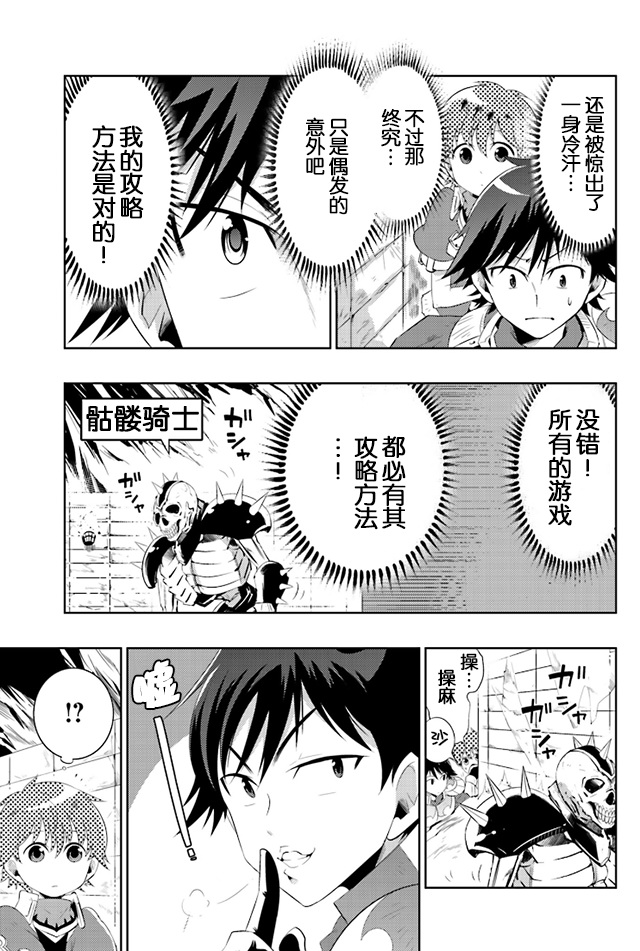 还是被惊出了
一身冷汗…
不过那
终究…
只是偶发的
意外吧
我的攻略
方法是对的！
没错！
所有的游戏
都必有其
攻略方法
…！
骷髅骑士
ガシャ
ガシャ
操…
操麻
沙
ガシャ
ガシャ
嘘
!?